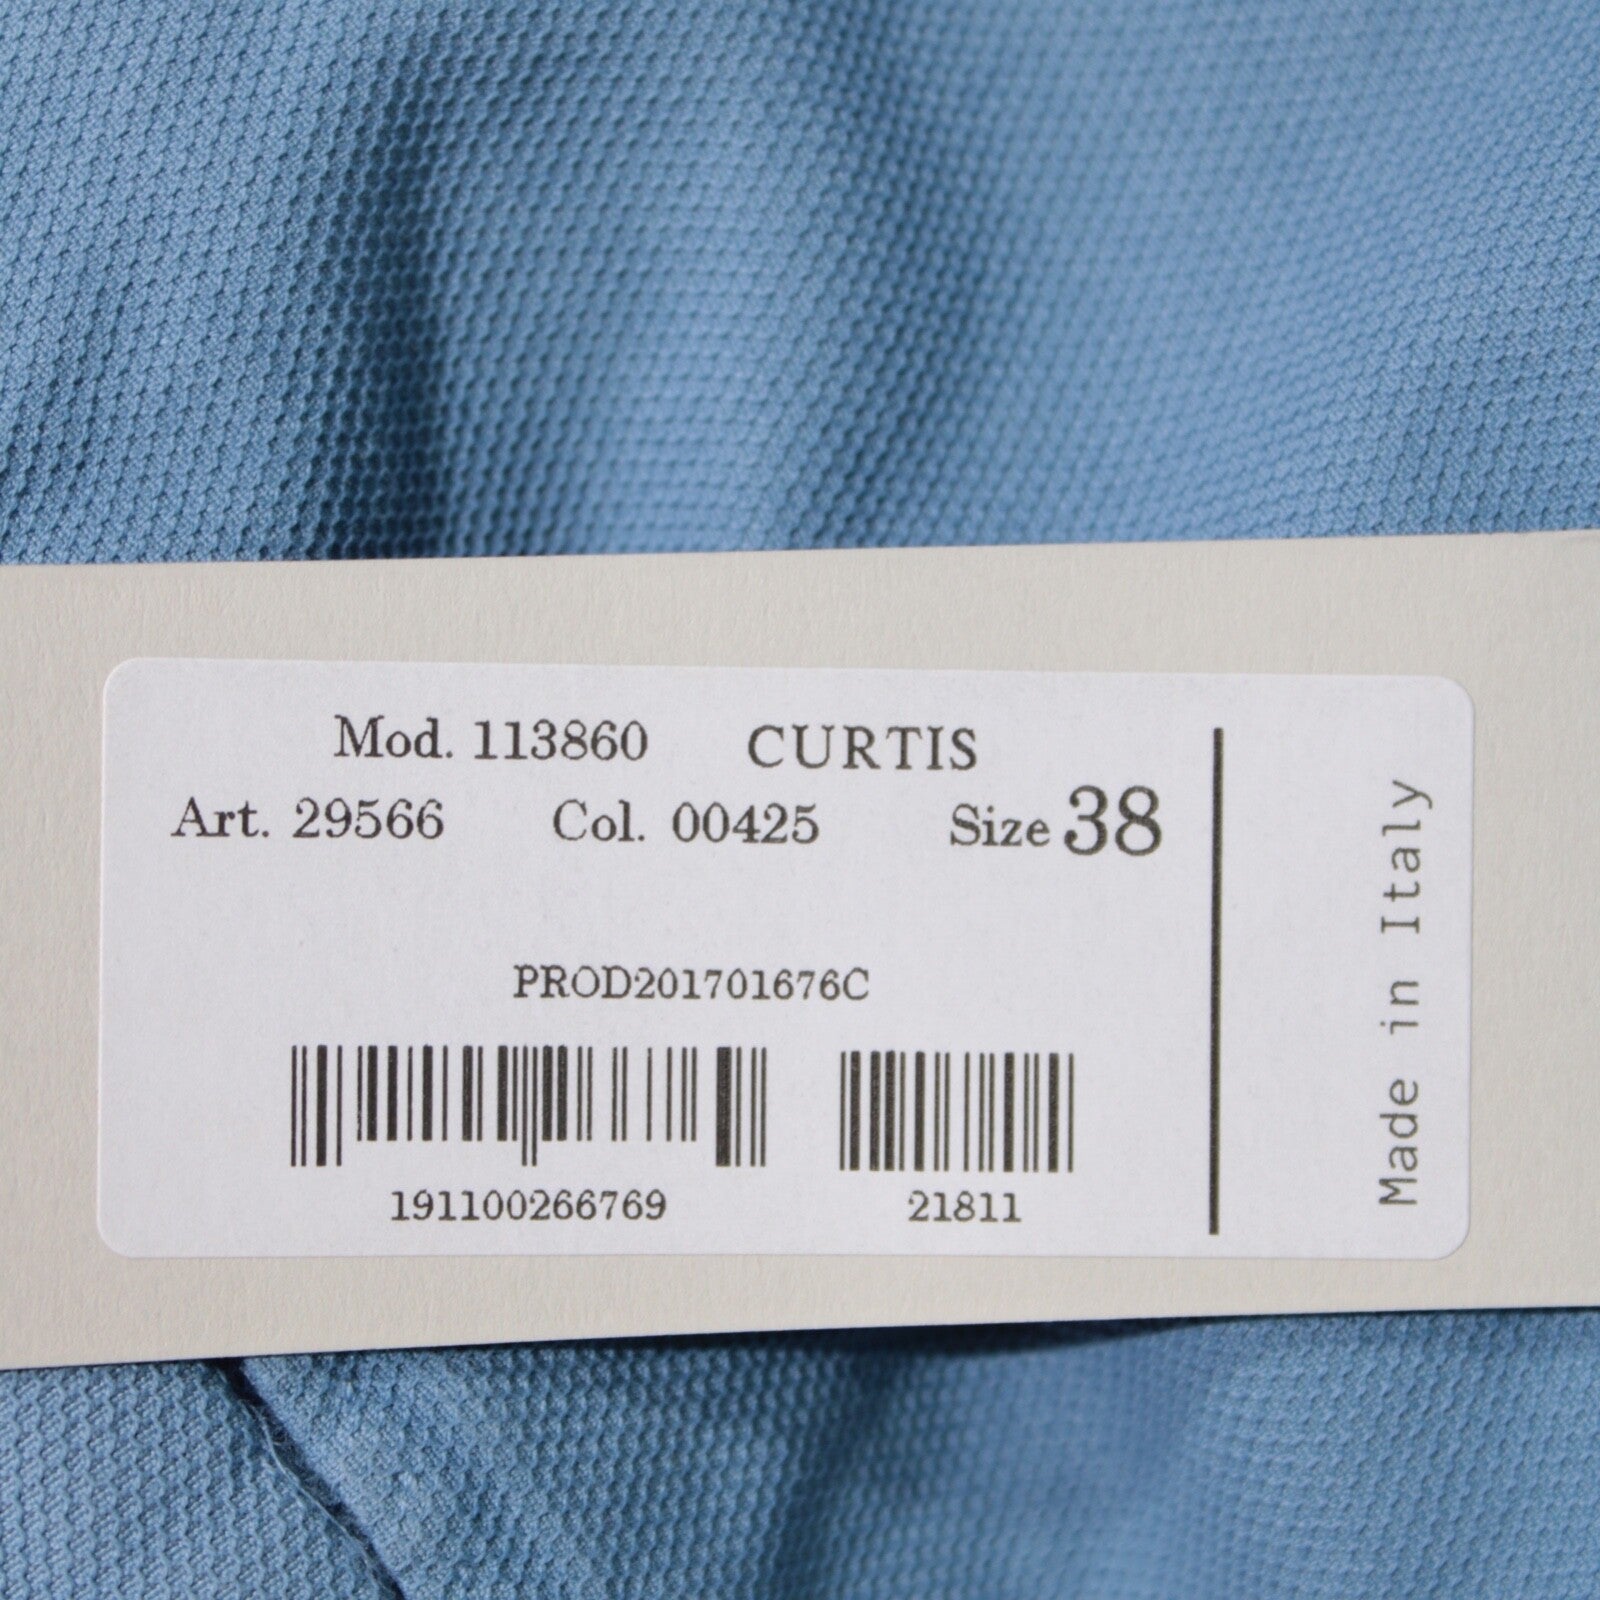 Mod. 113860 CURTIS
Art. 29566 Col. 00425 Size 38
PROD201701676C
191100266769 21811
Made in Italy